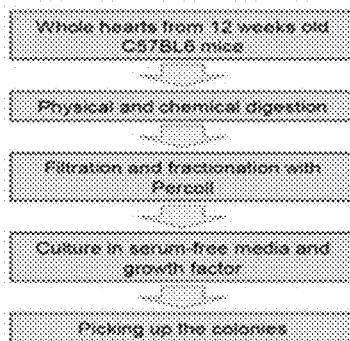 Whole hearts from 12 weeks old
C57BL6 mice
Physical and chemical digestion
Filtration and fractionation with
Percoll
Culture in serum-free media and
growth factor
Picking up the colonies